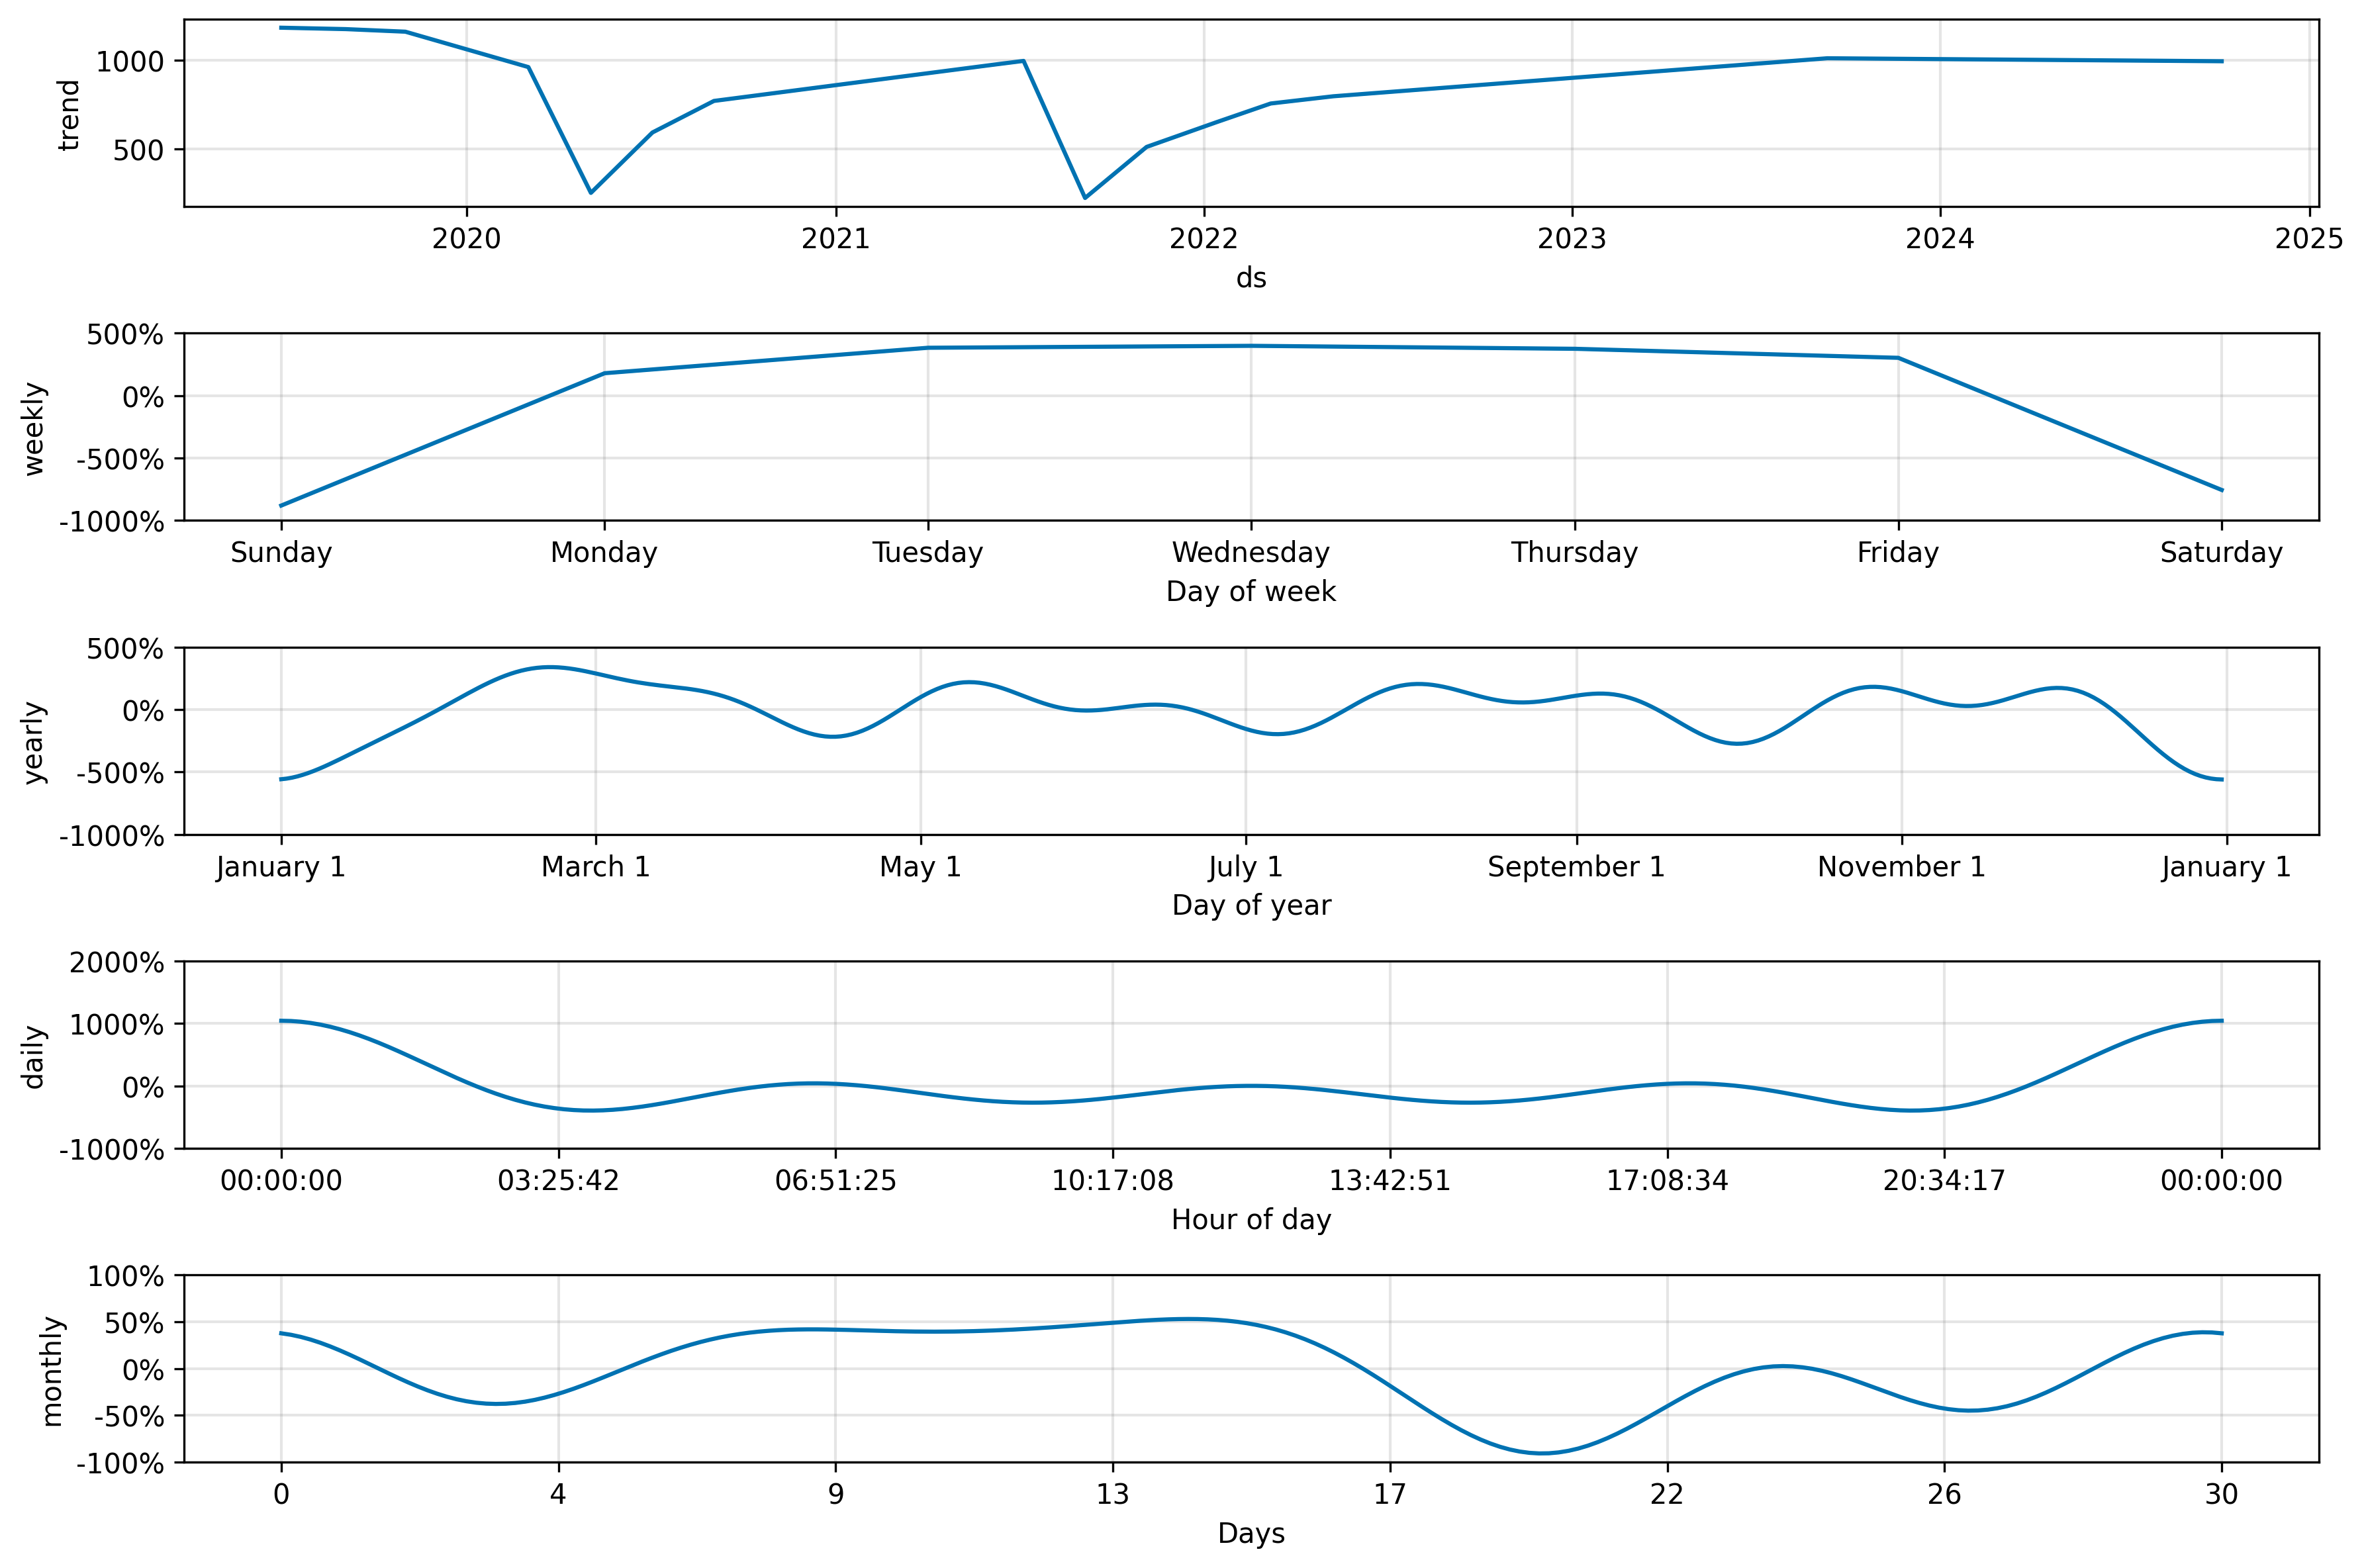 trend
1000
500
2020 2021 2022 2023 2024 2025
ds
weekly
500%
0%
-500%
-1000%
Sunday Monday Tuesday Wednesday Thursday Friday Saturday
Day of week
yearly
500%
0%
-500%
-1000%
January 1 March 1 May 1 July 1 September 1 November 1 January 1
Day of year
daily
2000%
1000%
0%
-1000%
00:00:00 03:25:42 06:51:25 10:17:08 13:42:51 17:08:34 20:34:17 00:00:00
Hour of day
monthly
100%
50%
0%
-50%
-100%
0 4 9 13 17 22 26 30
Days